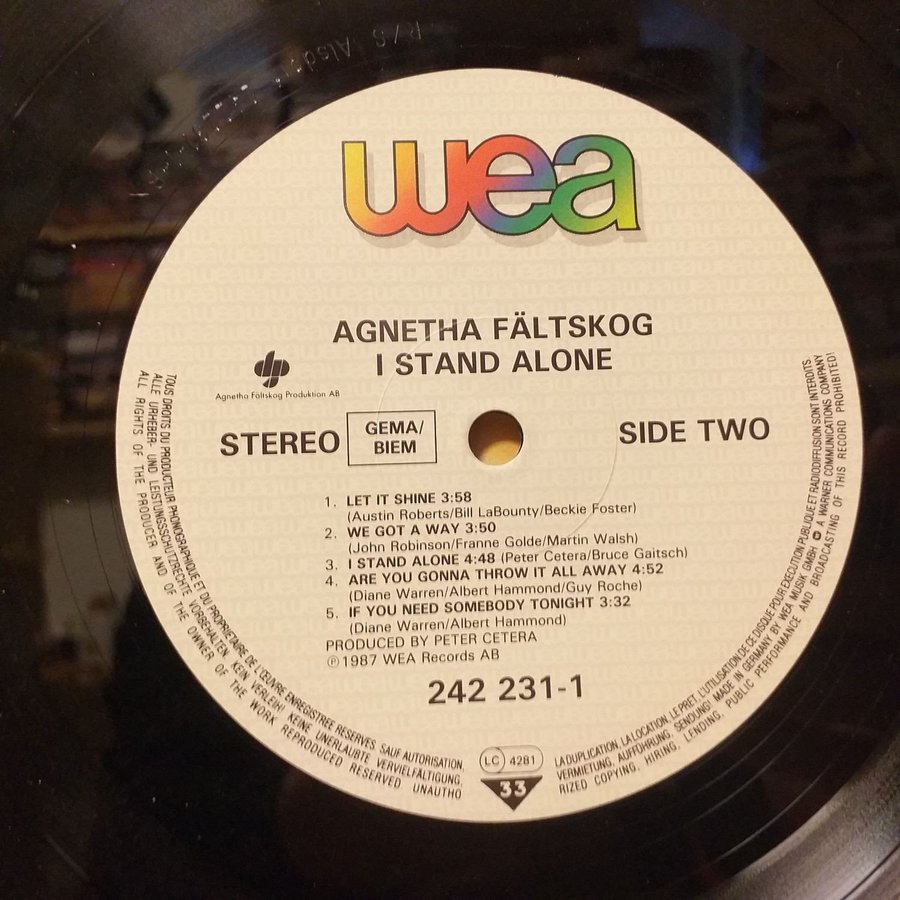 wea
AGNETHA FÄLTSKOG
I STAND ALONE
Agnetha Fältskog Produktion AB
STEREO
GEMA/
BIEM
SIDE TWO
1. LET IT SHINE 3:58
(Austin Roberts/Bill LaBounty/Beckie Foster)
2. WE GOT A WAY 3:50
(John Robinson/Franne Golde/Martin Walsh)
3. I STAND ALONE 4:48 (Peter Cetera/Bruce Gaitsch)
4. ARE YOU GONNA THROW IT ALL AWAY 4:52
(Diane Warren/Albert Hammond/Guy Roche)
5. IF YOU NEED SOMEBODY TONIGHT 3:32
(Diane Warren/Albert Hammond)
PRODUCED BY PETER CETERA
℗1987 WEA Records AB
242 231-1
LC 4281
33
TOUS DROITS DU PRODUCTEUR PHONOGRAPHIQUE ET DU PROPRIETAIRE DE L'ŒUVRE ENREGISTREE RESERVES. SAUF AUTORISATION,
LA DUPLICATION, LA LOCATION, LE PRET, L'UTILISATION DE CE DISQUE POUR EXECUTION PUBLIQUE ET RADIODIFFUSION SONT INTERDITS.
ALLE URHEBER- UND LEISTUNGSSCHUTZRECHTE VORBEHALTEN. KEIN VERLEIH! KEINE UNERLAUBTE VERVIELFÄLTIGUNG,
VERMIETUNG, AUFFÜHRUNG, SENDUNG! MADE IN GERMANY BY WEA MUSIK GMBH A WARNER COMMUNICATIONS COMPANY
ALL RIGHTS OF THE PRODUCER AND OF THE OWNER OF THE WORK REPRODUCED RESERVED UNAUTHO
RIZED COPYING, HIRING, LENDING, PUBLIC PERFORMANCE AND BROADCASTING OF THIS RECORD PROHIBITED!